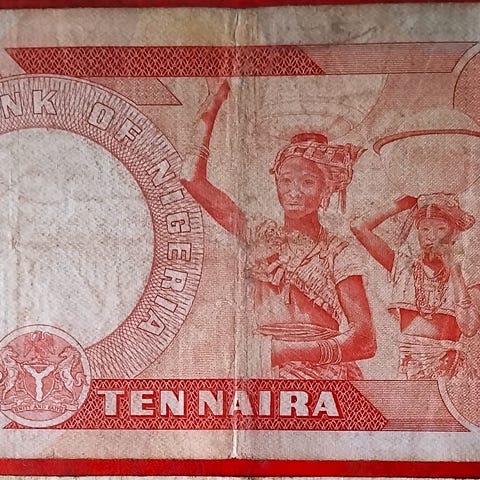 NK OF NIGERIA
TEN NAIRA